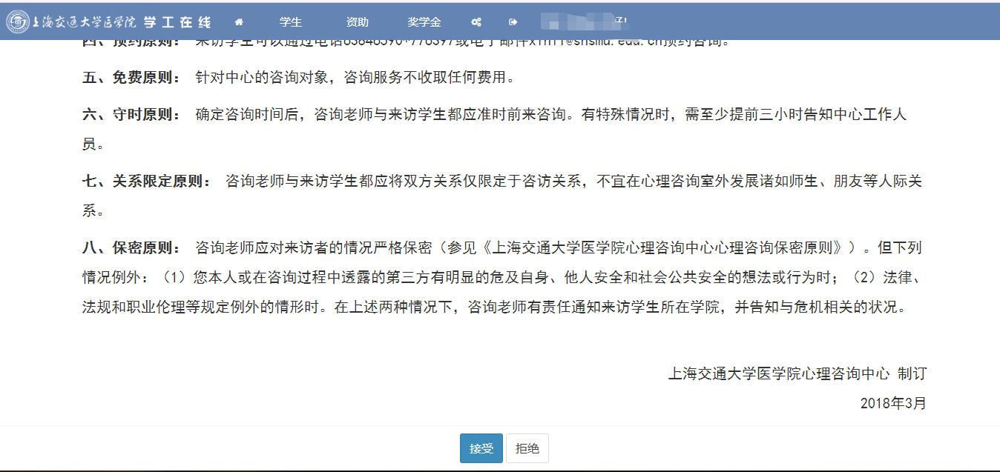 上海交通大学医学院 学工在线 学生 资助 奖学金
四、预约原则： 来访学生可以通过电话63846590*776397或电子邮件xinli@shsmu.edu.cn预约咨询。
五、免费原则： 针对中心的咨询对象，咨询服务不收取任何费用。
六、守时原则： 确定咨询时间后，咨询老师与来访学生都应准时前来咨询。有特殊情况时，需至少提前三小时告知中心工作人
员。
七、关系限定原则： 咨询老师与来访学生都应将双方关系仅限定于咨访关系，不宜在心理咨询室外发展诸如师生、朋友等人际关
系。
八、保密原则： 咨询老师应对来访者的情况严格保密（参见《上海交通大学医学院心理咨询中心心理咨询保密原则》）。但下列
情况例外：（1）您本人或在咨询过程中透露的第三方有明显的危及自身、他人安全和社会公共安全的想法或行为时；（2）法律、
法规和职业伦理等规定例外的情形时。在上述两种情况下，咨询老师有责任通知来访学生所在学院，并告知与危机相关的状况。
上海交通大学医学院心理咨询中心 制订
2018年3月
接受 拒绝